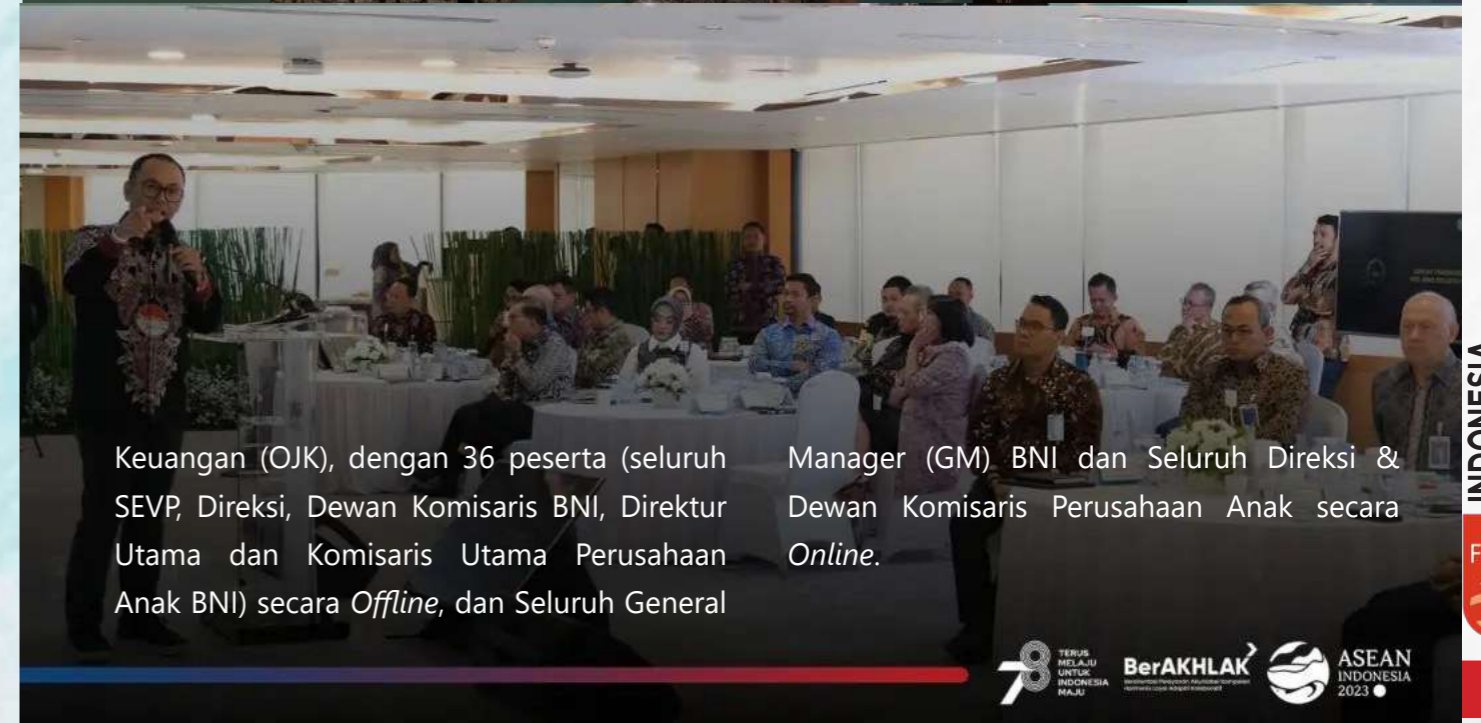 Keuangan (OJK), dengan 36 peserta (seluruh
SEVP, Direksi, Dewan Komisaris BNI, Direktur
Utama dan Komisaris Utama Perusahaan
Anak BNI) secara Offline, dan Seluruh General
Manager (GM) BNI dan Seluruh Direksi &
Dewan Komisaris Perusahaan Anak secara
Online.
78
TERUS
MELAJU
UNTUK
INDONESIA
MAJU
BerAKHLAK
ASEAN
INDONESIA
2023
INDONESIA